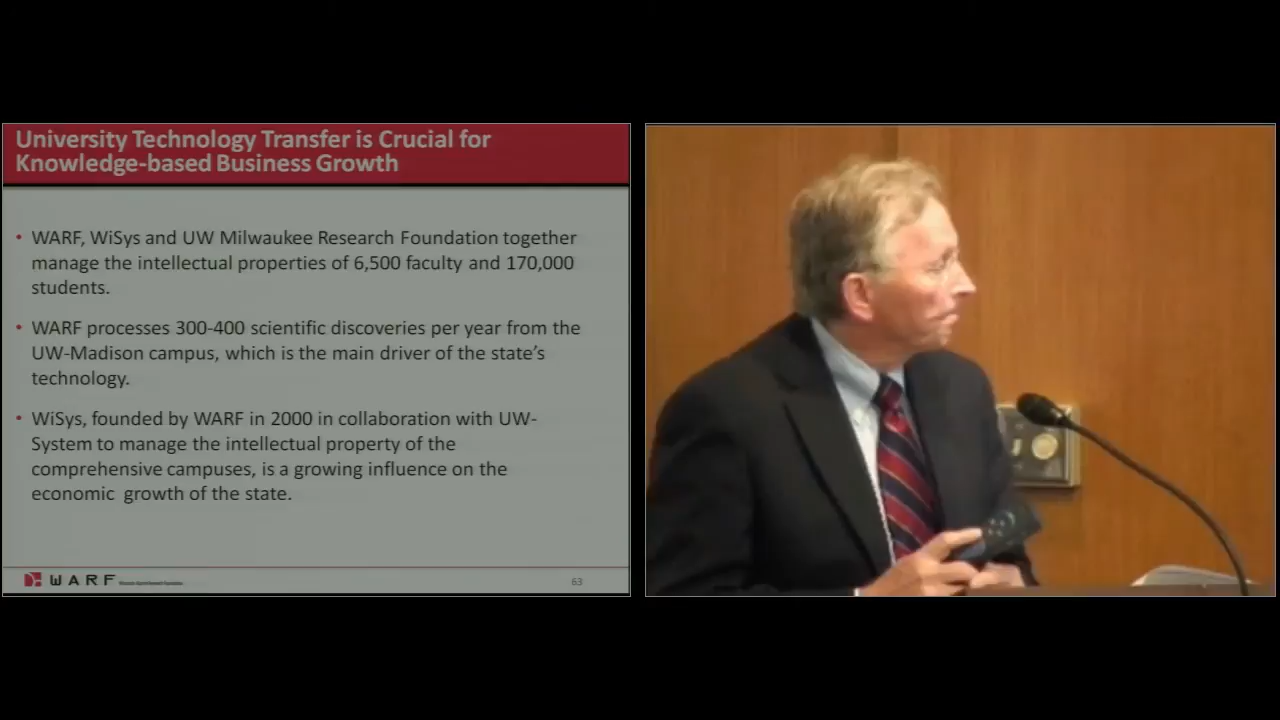 University Technology Transfer is Crucial for
Knowledge-based Business Growth
• WARF, WiSys and UW Milwaukee Research Foundation together
manage the intellectual properties of 6,500 faculty and 170,000
students.
• WARF processes 300-400 scientific discoveries per year from the
UW-Madison campus, which is the main driver of the state's
technology.
• WiSys, founded by WARF in 2000 in collaboration with UW-
System to manage the intellectual property of the
comprehensive campuses, is a growing influence on the
economic growth of the state.
WARF
63